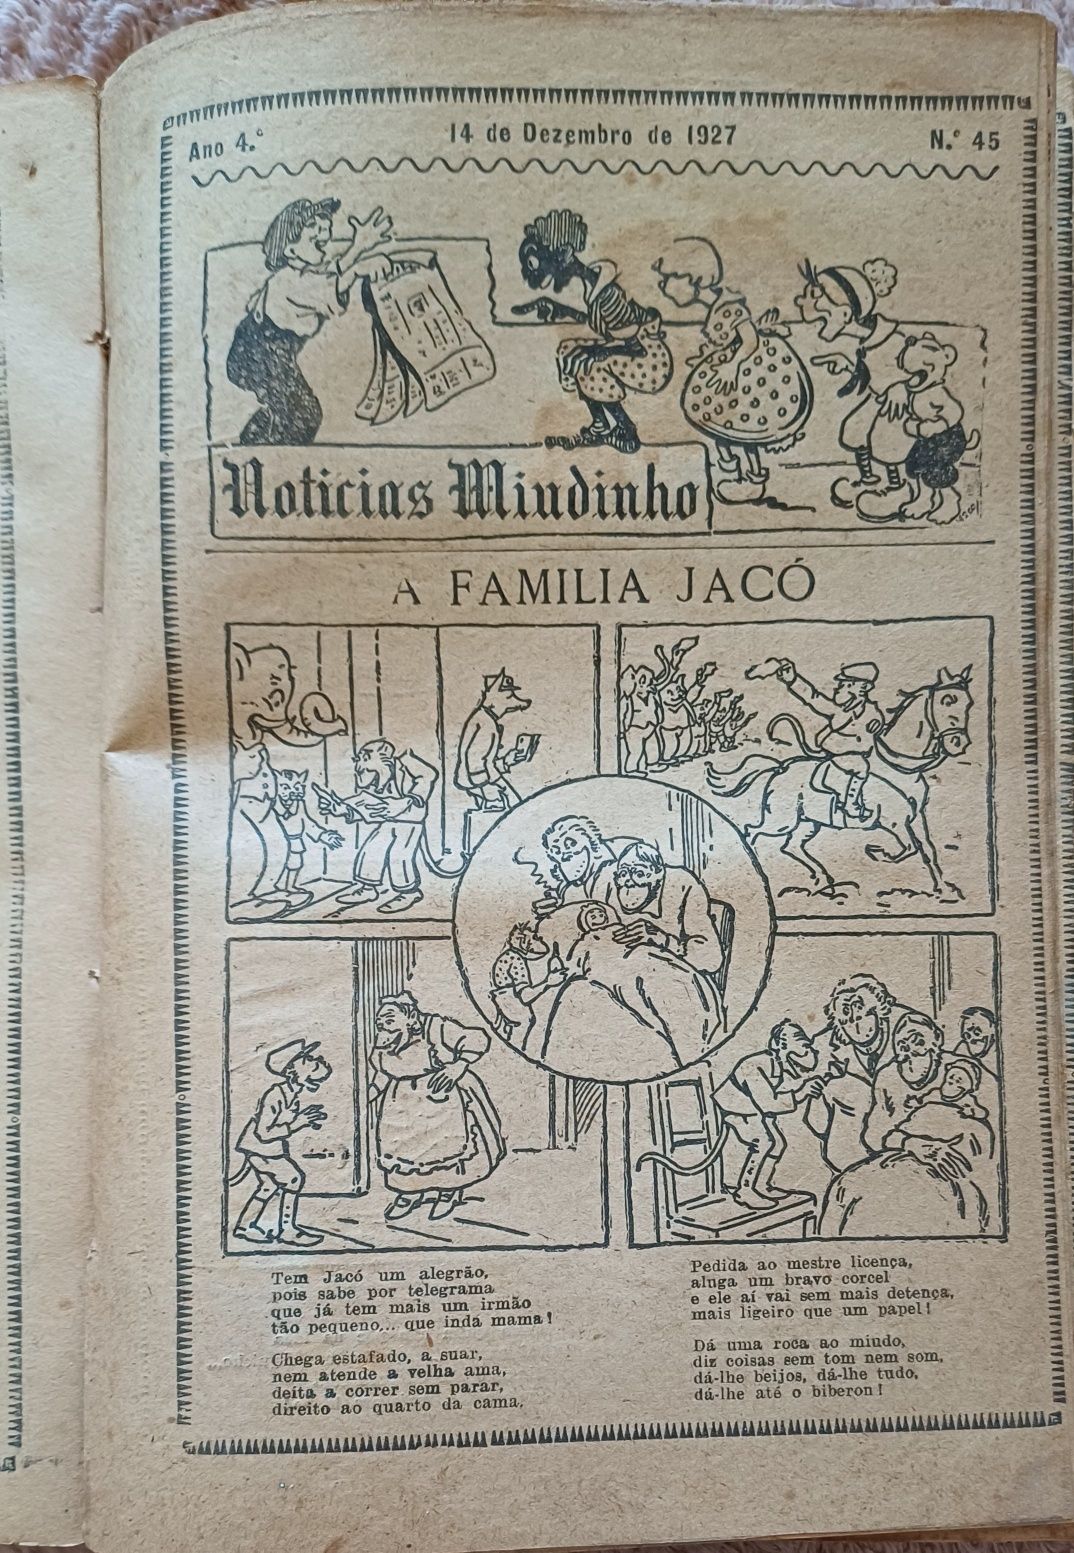 Ano 4.º
14 de Dezembro de 1927
N.º 45
Noticias Miudinho
A FAMILIA JACÓ
Tem Jacó um alegrão,
pois sabe por telegrama
que já tem mais um irmão
tão pequeno... que inda mama!
Chega estafado, a suar,
nem atende a velha ama,
deita a correr sem parar,
direito ao quarto da cama.
Pedida ao mestre licença,
aluga um bravo corcel
e ele aí vai sem mais detença,
mais ligeiro que um papel!
Dá uma roca ao miudo,
diz coisas sem tom nem som,
dá-lhe beijos, dá-lhe tudo,
dá-lhe até o biberon!